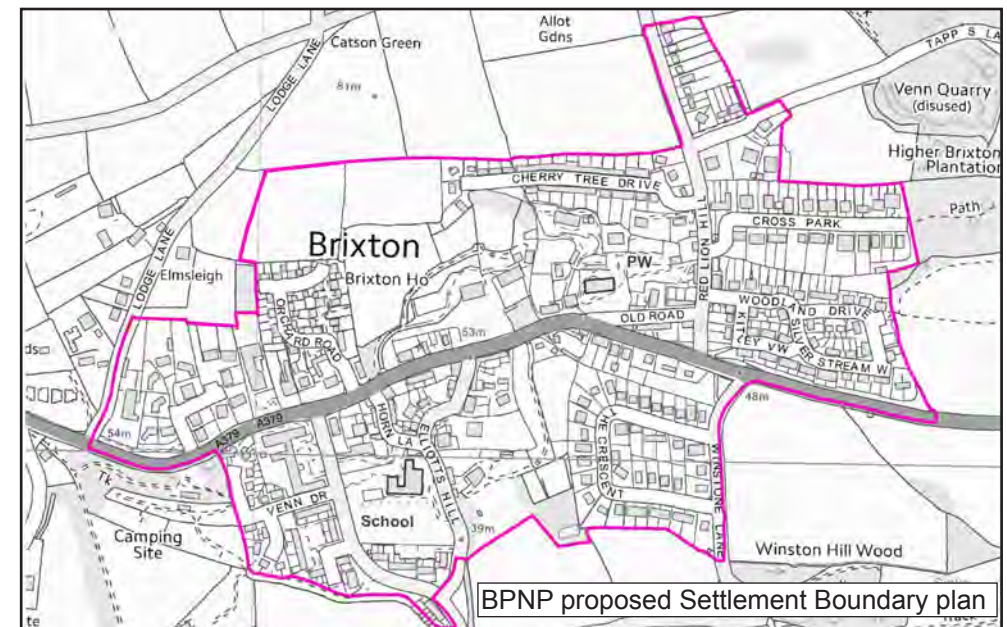 Allot
Gdns
Catson Green
81m
LODGE LANE
TAPP S LA
Venn Quarry
(disused)
Higher Brixton
Plantation
Path
CHERRY TREE DRIVE
RED LION HILL
CROSS PARK
Brixton
Brixton Ho
PW
LODGE LANE
Elmsleigh
ORCHARD ROAD
53m
OLD ROAD
WOODLAND DRIVE
KITLEY VW
SILVER STREAM W
48m
54m
A379
A379
HORN LA
ELLIOTTS HILL
THE CRESCENT
WINSTONE LANE
Tk
VENN DR
School
Camping
Site
39m
Winston Hill Wood
BPNP proposed Settlement Boundary plan